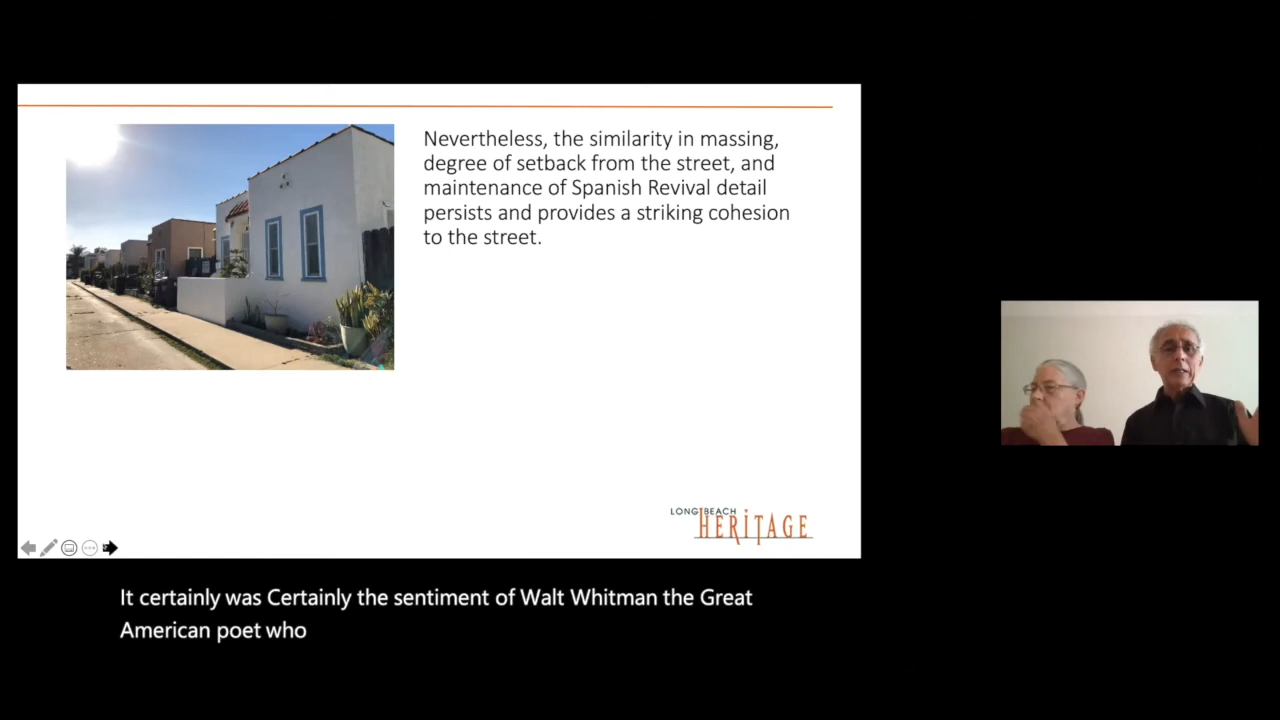 Nevertheless, the similarity in massing,
degree of setback from the street, and
maintenance of Spanish Revival detail
persists and provides a striking cohesion
to the street.
LONG BEACH
HERITAGE
It certainly was Certainly the sentiment of Walt Whitman the Great
American poet who